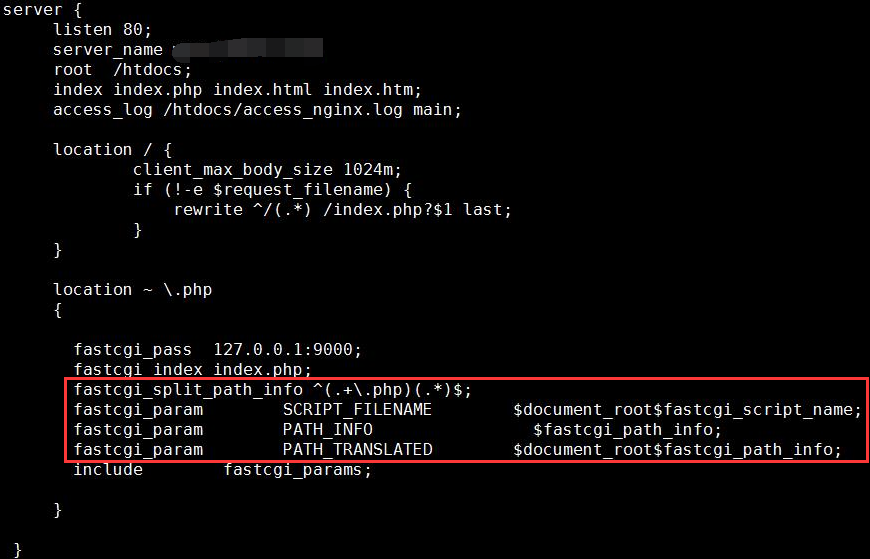 server {
listen 80;
server_name
root /htdocs;
index index.php index.html index.htm;
access_log /htdocs/access_nginx.log main;
location / {
client_max_body_size 1024m;
if (!-e $request_filename) {
rewrite ^/(.*) /index.php?$1 last;
}
}
location ~ \.php
{
fastcgi_pass 127.0.0.1:9000;
fastcgi_index index.php;
fastcgi_split_path_info ^(.+\.php)(.*)$;
fastcgi_param SCRIPT_FILENAME $document_root$fastcgi_script_name;
fastcgi_param PATH_INFO $fastcgi_path_info;
fastcgi_param PATH_TRANSLATED $document_root$fastcgi_path_info;
include fastcgi_params;
}
}